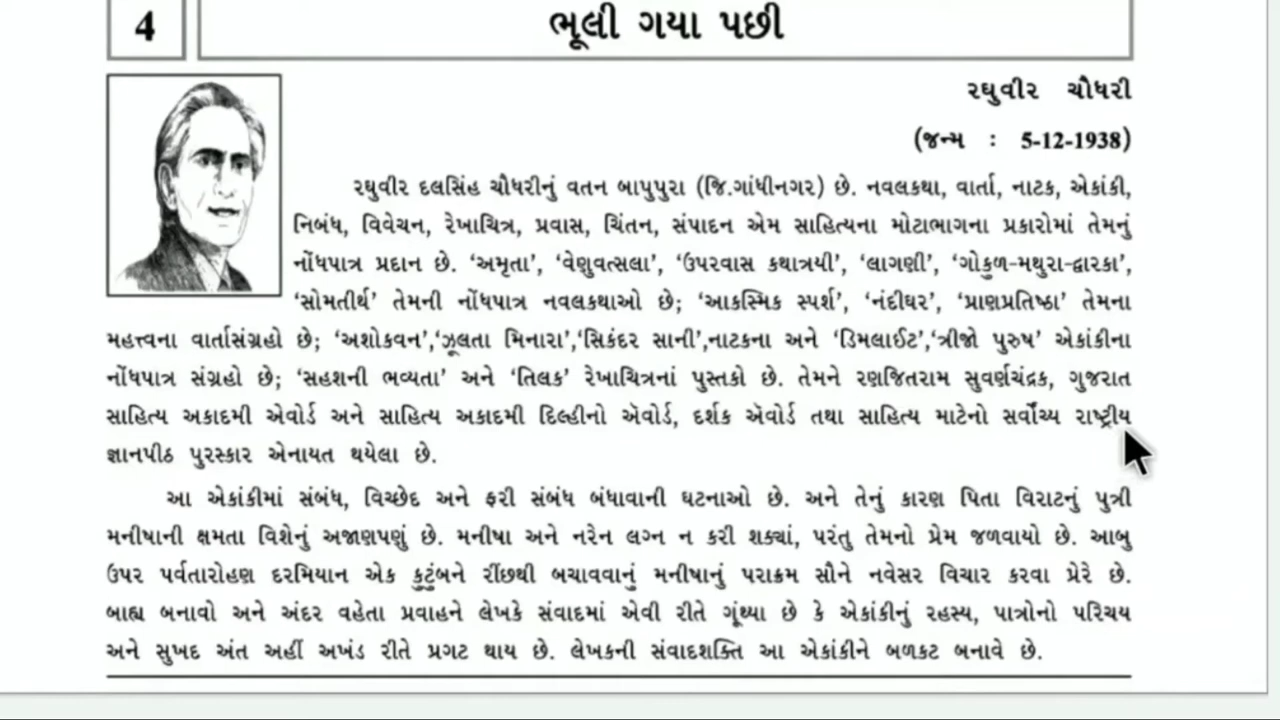 4
ભૂલી ગયા પછી
રઘુવીર ચૌધરી
(જન્મ : 5-12-1938)
રઘુવીર દલસિંહ ચૌધરીનું વતન બાપુપુરા (જિ.ગાંધીનગર) છે. નવલકથા, વાર્તા, નાટક, એકાંકી,
નિબંધ, વિવેચન, રેખાચિત્ર, પ્રવાસ, ચિંતન, સંપાદન એમ સાહિત્યના મોટાભાગના પ્રકારોમાં તેમનું
નોંધપાત્ર પ્રદાન છે. ‘અમૃતા’, ‘વેણુવત્સલા’, ‘ઉપરવાસ કથાત્રયી’, ‘લાગણી’, ‘ગોકુળ-મથુરા-દ્વારકા’,
‘સોમતીર્થ’ તેમની નોંધપાત્ર નવલકથાઓ છે; ‘આકસ્મિક સ્પર્શ’, ‘નંદીઘર’, ‘પ્રાણપ્રતિષ્ઠા’ તેમના
મહત્ત્વના વાર્તાસંગ્રહો છે; ‘અશોકવન’,‘ઝૂલતા મિનારા’,‘સિકંદર સાની’,નાટકના અને ‘ડિમલાઈટ’,‘ત્રીજો પુરુષ’ એકાંકીના
નોંધપાત્ર સંગ્રહો છે; ‘સહરાની ભવ્યતા’ અને ‘તિલક’ રેખાચિત્રનાં પુસ્તકો છે. તેમને રણજિતરામ સુવર્ણચંદ્રક, ગુજરાત
સાહિત્ય અકાદમી એવોર્ડ અને સાહિત્ય અકાદમી દિલ્હીનો ઍવોર્ડ, દર્શક ઍવોર્ડ તથા સાહિત્ય માટેનો સર્વોચ્ચ રાષ્ટ્રીય
જ્ઞાનપીઠ પુરસ્કાર એનાયત થયેલા છે.
આ એકાંકીમાં સંબંધ, વિચ્છેદ અને ફરી સંબંધ બંધાવાની ઘટનાઓ છે. અને તેનું કારણ પિતા વિરાટનું પુત્રી
મનીષાની ક્ષમતા વિશેનું અજાણપણું છે. મનીષા અને નરેન લગ્ન ન કરી શક્યાં, પરંતુ તેમનો પ્રેમ જળવાયો છે. આબુ
ઉપર પર્વતારોહણ દરમિયાન એક કુટુંબને રીંછથી બચાવવાનું મનીષાનું પરાક્રમ સૌને નવેસર વિચાર કરવા પ્રેરે છે.
બાહ્ય બનાવો અને અંદર વહેતા પ્રવાહને લેખકે સંવાદમાં એવી રીતે ગૂંથ્યા છે કે એકાંકીનું રહસ્ય, પાત્રોનો પરિચય
અને સુખદ અંત અહીં અખંડ રીતે પ્રગટ થાય છે. લેખકની સંવાદશક્તિ આ એકાંકીને બળકટ બનાવે છે.